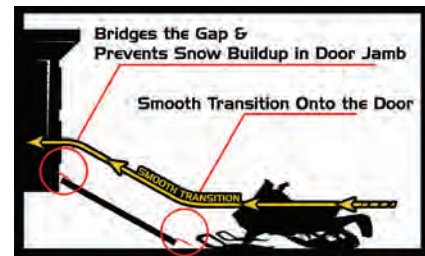 Bridges the Gap &
Prevents Snow Buildup in Door Jamb
Smooth Transition Onto the Door
SMOOTH TRANSITION